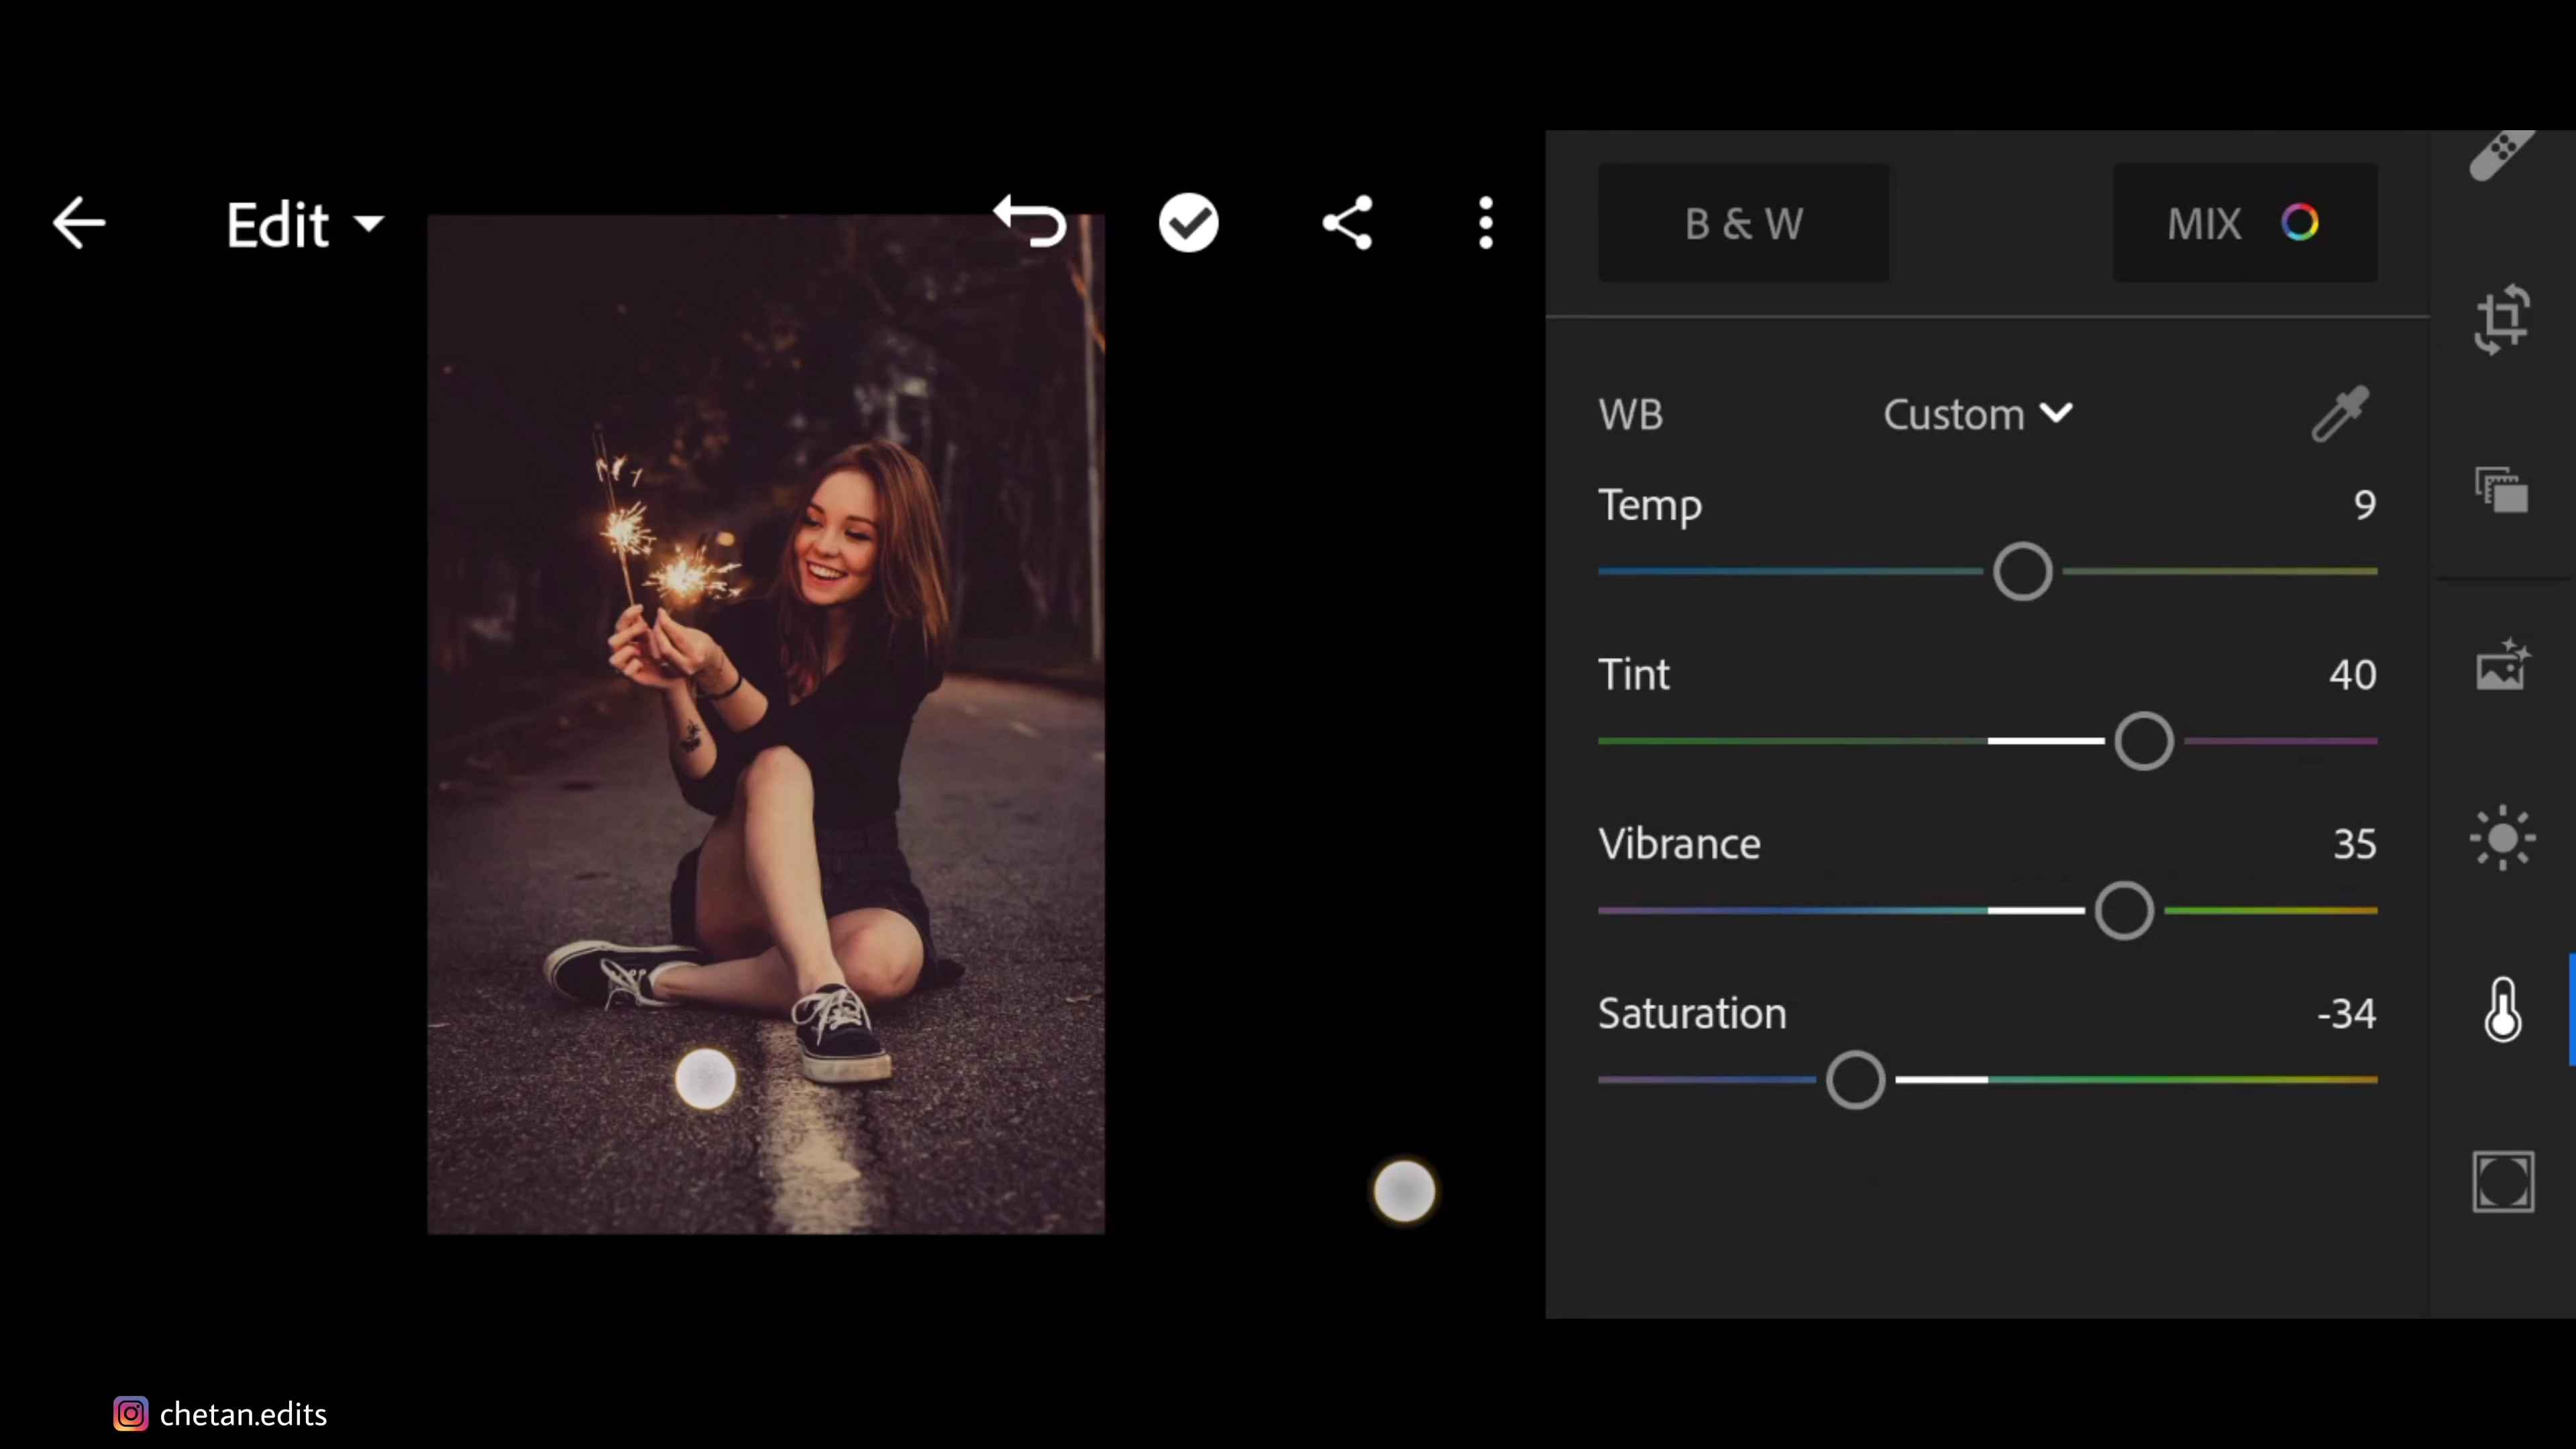 Edit
B & W
MIX
WB Custom
Temp 9
Tint 40
Vibrance 35
Saturation -34
chetan.edits